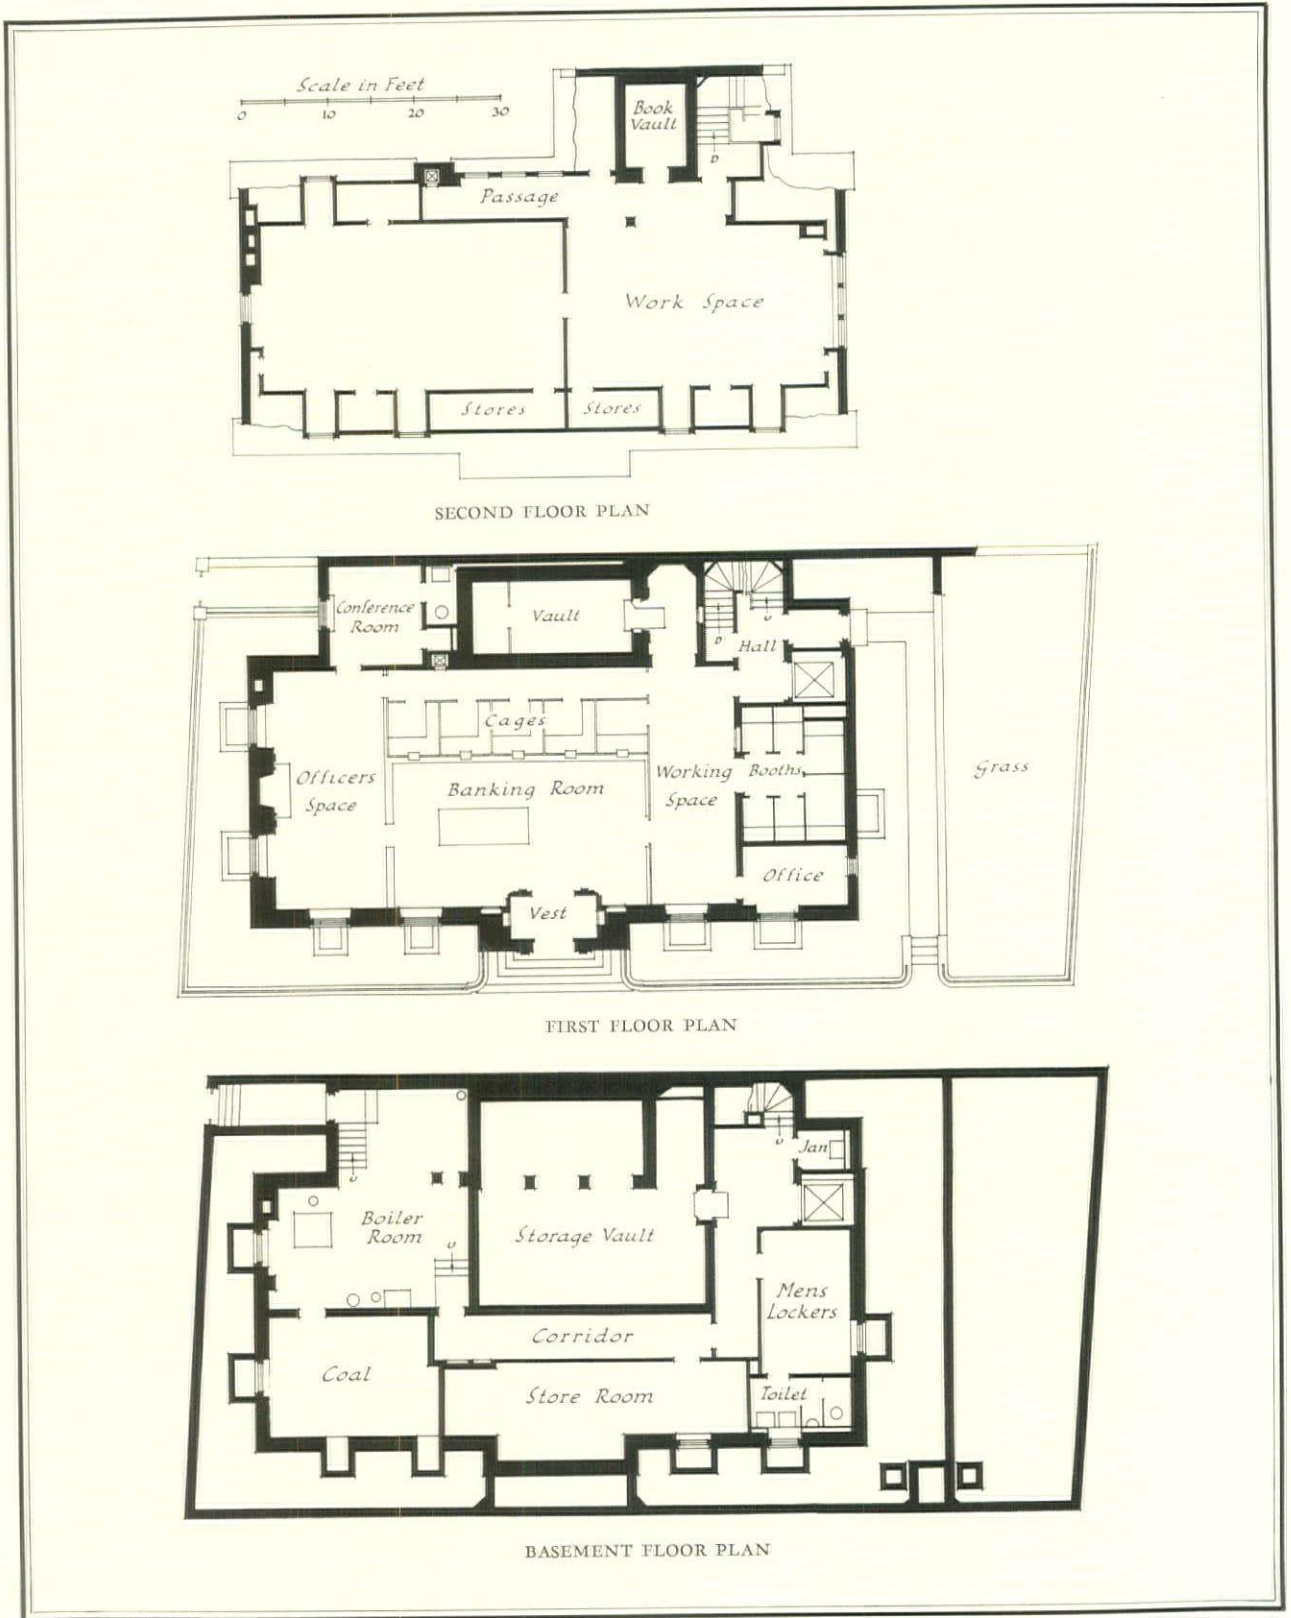 Scale in Feet
0 10 20 30
Book
Vault
D
Passage
Work Space
Stores
Stores
SECOND FLOOR PLAN
Conference
Room
Vault
D
U
Hall
Cages
Officers
Space
Banking Room
Working
Space
Booths
Grass
Office
Vest
FIRST FLOOR PLAN
U
Jan
U
Boiler
Room
U
Storage Vault
Mens
Lockers
Corridor
Coal
Store Room
Toilet
BASEMENT FLOOR PLAN